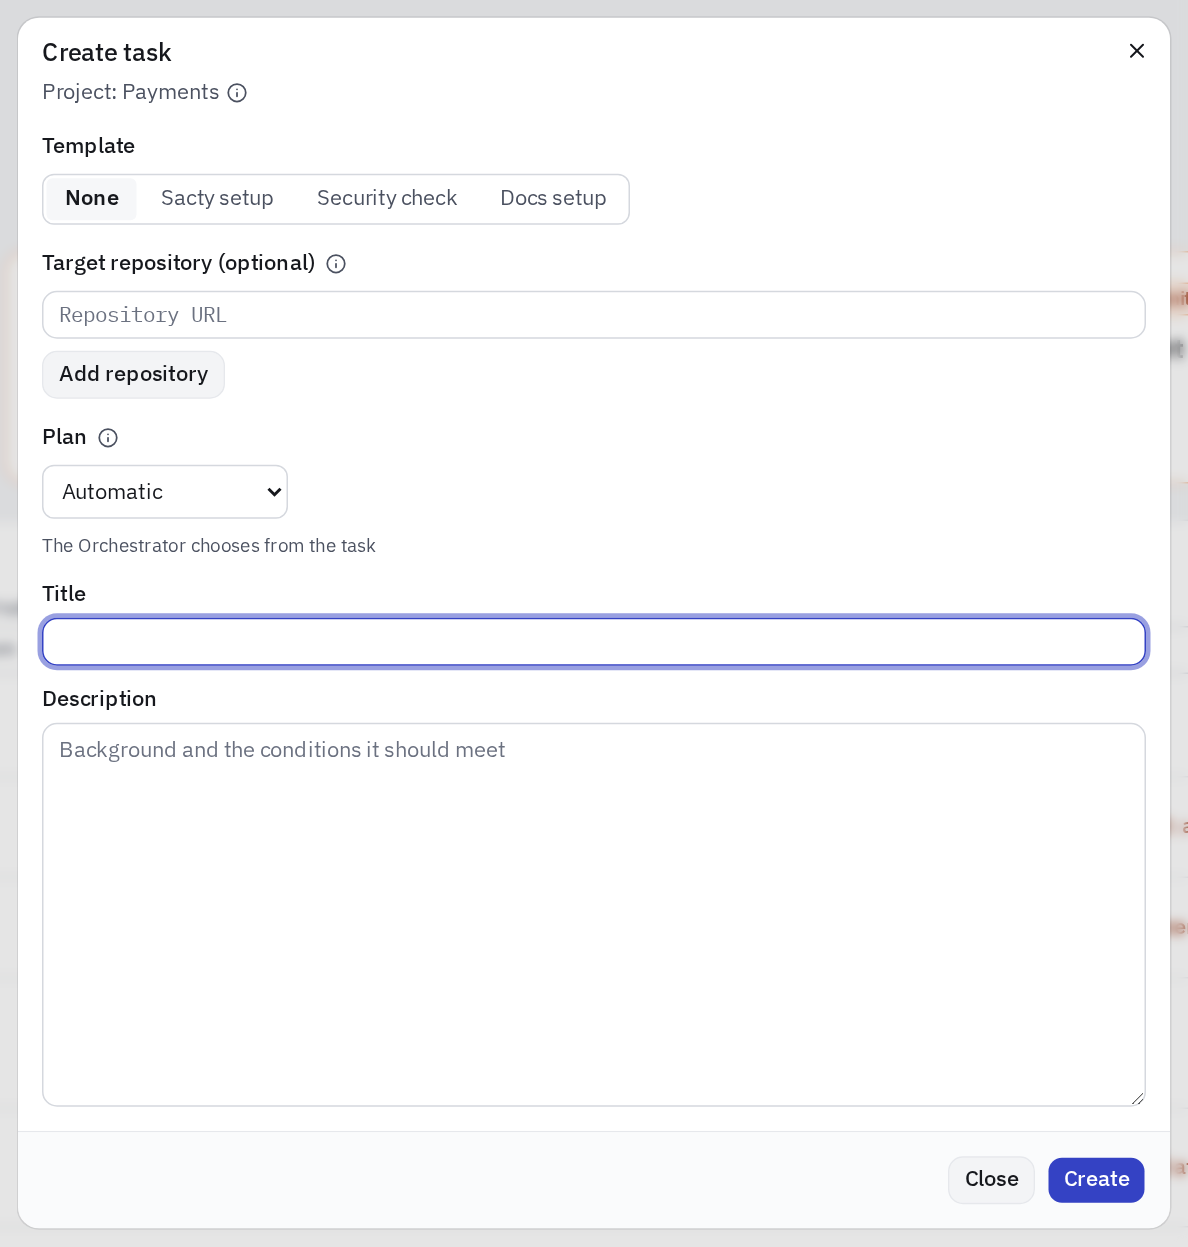 Create task
Project: Payments
Template
None Sacty setup Security check Docs setup
Target repository (optional)
Repository URL
Add repository
Plan
Automatic
The Orchestrator chooses from the task
Title
Description
Background and the conditions it should meet
Close Create